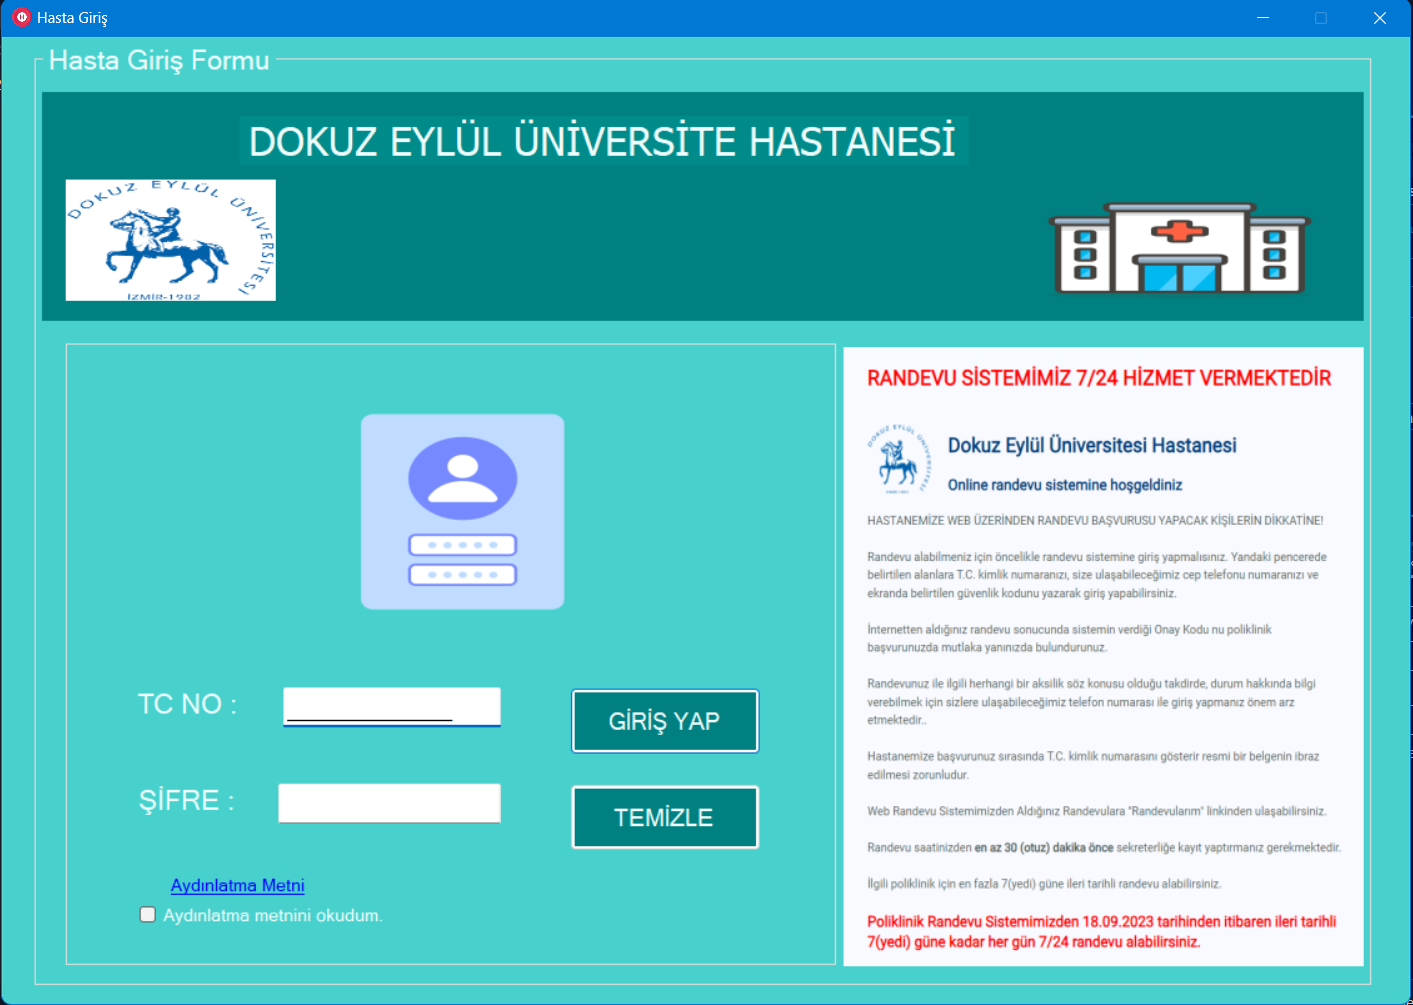 Hasta Giriş
Hasta Giriş Formu
DOKUZ EYLÜL ÜNİVERSİTE HASTANESİ
DOKUZ EYLÜL ÜNİVERSİTESİ
İZMİR-1982
RANDEVU SİSTEMİMİZ 7/24 HİZMET VERMEKTEDİR
DOKUZ EYLÜL ÜNİVERSİTESİ
Dokuz Eylül Üniversitesi Hastanesi
Online randevu sistemine hoşgeldiniz
HASTANEMİZE WEB ÜZERİNDEN RANDEVU BAŞVURUSU YAPACAK KİŞİLERİN DİKKATİNE!
Randevu alabilmeniz için öncelikle randevu sistemine giriş yapmalısınız. Yandaki pencerede
belirtilen alanlara T.C. kimlik numaranızı, size ulaşabileceğimiz cep telefonu numaranızı ve
ekranda belirtilen güvenlik kodunu yazarak giriş yapabilirsiniz.
İnternetten aldığınız randevu sonucunda sistemin verdiği Onay Kodu nu poliklinik
başvurunuzda mutlaka yanınızda bulundurunuz.
Randevunuz ile ilgili herhangi bir aksilik söz konusu olduğu takdirde, durum hakkında bilgi
verebilmek için sizlere ulaşabileceğimiz telefon numarası ile giriş yapmanız önem arz
etmektedir..
Hastanemize başvurunuz sırasında T.C. kimlik numarasını gösterir resmi bir belgenin ibraz
edilmesi zorunludur.
Web Randevu Sistemimizden Aldığınız Randevulara "Randevularım" linkinden ulaşabilirsiniz.
Randevu saatinizden en az 30 (otuz) dakika önce sekreterliğe kayıt yaptırmanız gerekmektedir.
İlgili poliklinik için en fazla 7(yedi) güne ileri tarihli randevu alabilirsiniz.
Poliklinik Randevu Sistemimizden 18.09.2023 tarihinden itibaren ileri tarihli
7(yedi) güne kadar her gün 7/24 randevu alabilirsiniz.
TC NO :
GİRİŞ YAP
ŞİFRE :
TEMİZLE
Aydınlatma Metni
Aydınlatma metnini okudum.